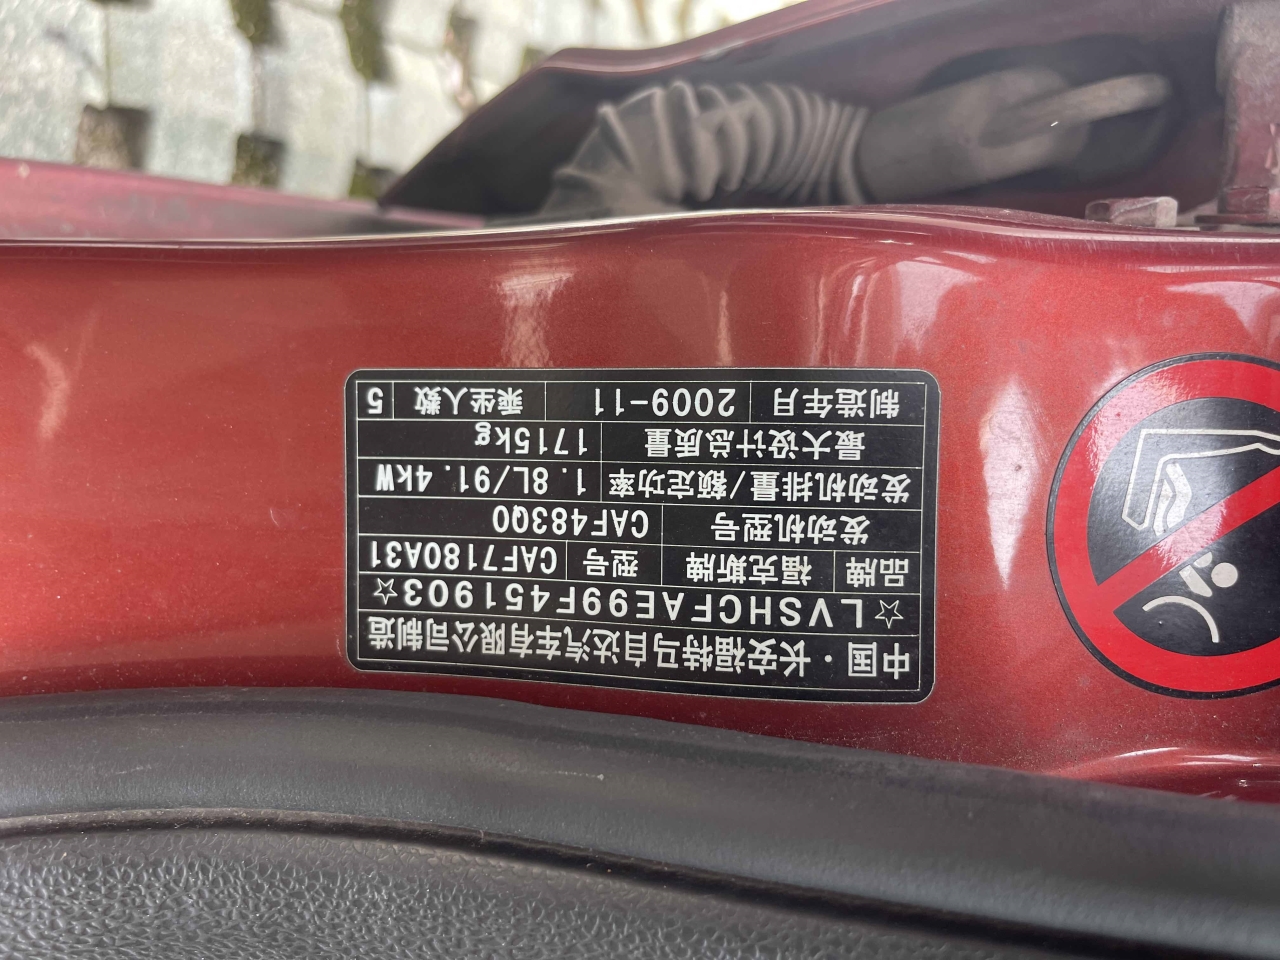 中国·长安福特马自达汽车有限公司制造
☆LVSHCFAE99F451903☆
品牌 福克斯牌 型号 CAF7180A31
发动机型号 CAF483Q0
发动机排量/额定功率 1.8L/91.4kW
最大设计总质量 1715kg
制造年月 2009-11 乘坐人数 5